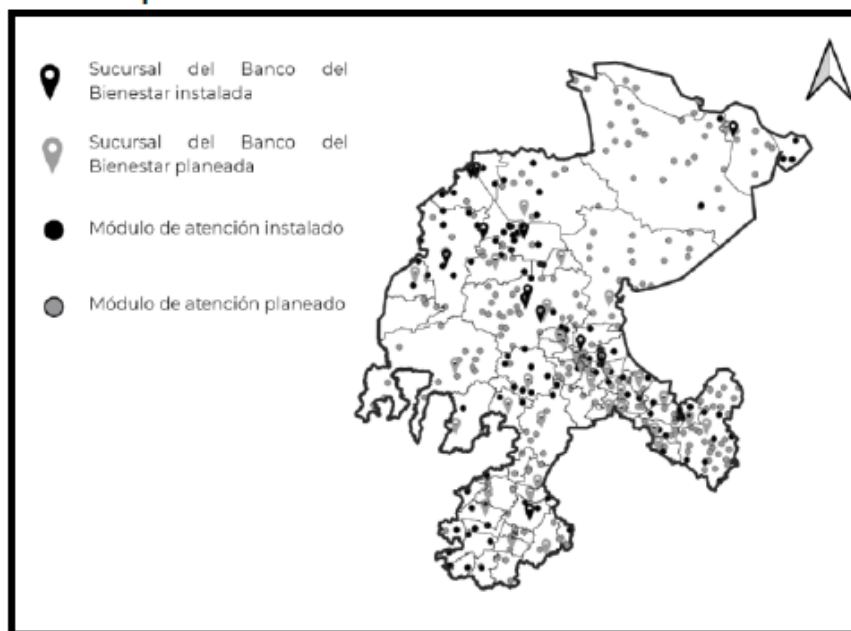 Sucursal del Banco del
Bienestar instalada
Sucursal del Banco del
Bienestar planeada
Módulo de atención instalado
Módulo de atención planeado